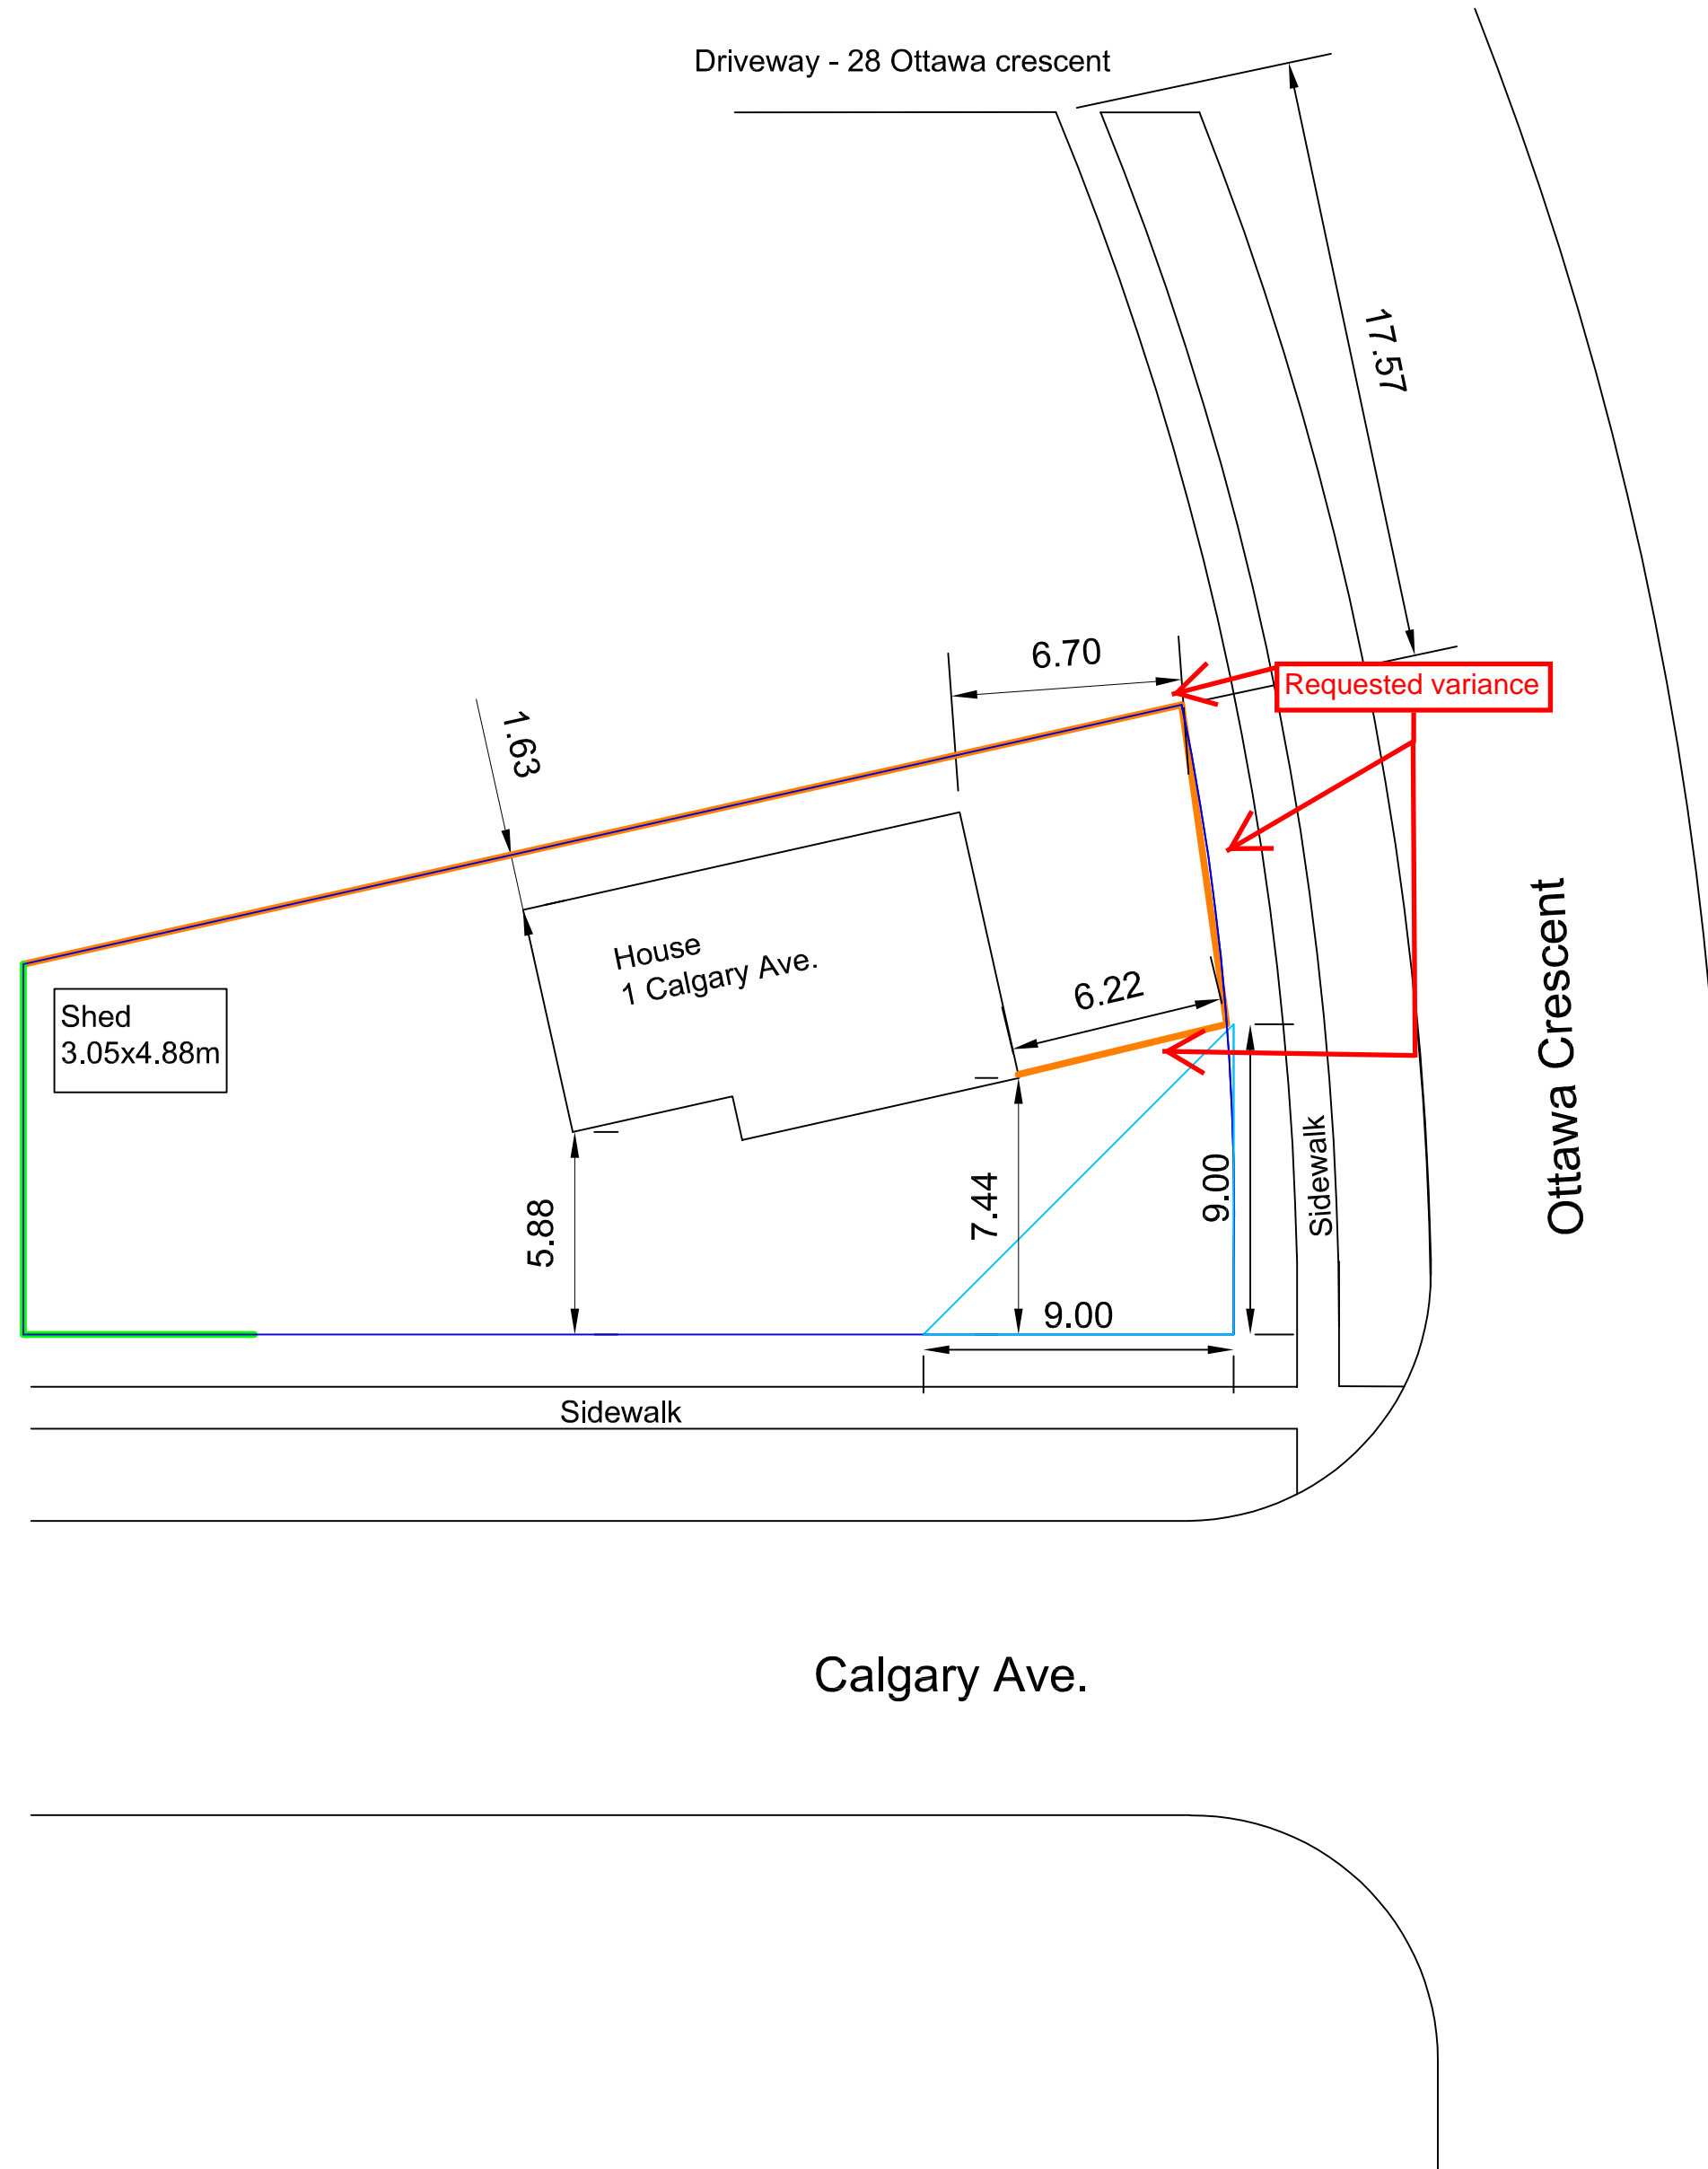 Driveway - 28 Ottawa crescent
17.57
6.70
Requested variance
1.63
House
1 Calgary Ave.
6.22
Shed
3.05x4.88m
Ottawa Crescent
Sidewalk
9.00
7.44
5.88
9.00
Sidewalk
Calgary Ave.